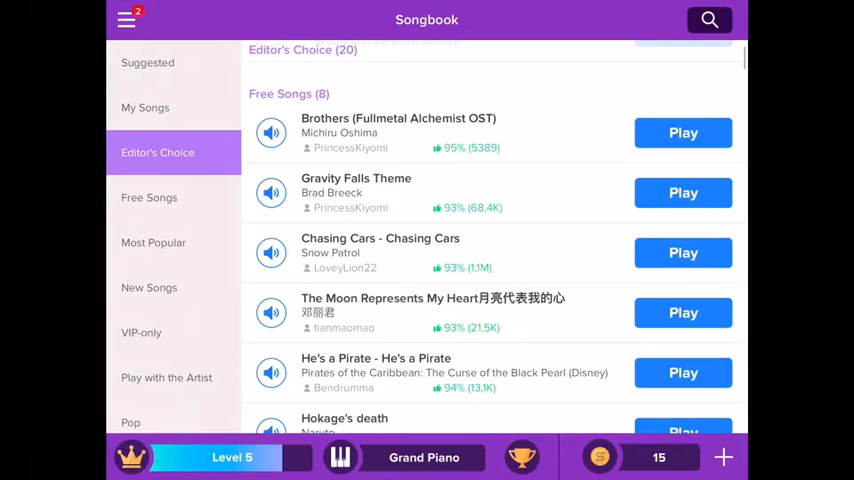 2
Songbook
Suggested
My Songs
Editor's Choice
Free Songs
Most Popular
New Songs
VIP-only
Play with the Artist
Pop
Editor's Choice (20)
Free Songs (8)
Brothers (Fullmetal Alchemist OST)
Michiru Oshima
PrincessKiyomi 95% (5389)
Play
Gravity Falls Theme
Brad Breeck
PrincessKiyomi 93% (68,4K)
Play
Chasing Cars - Chasing Cars
Snow Patrol
LoveyLion22 93% (1,1M)
Play
The Moon Represents My Heart月亮代表我的心
邓丽君
tianmaomao 93% (21,5K)
Play
He's a Pirate - He's a Pirate
Pirates of the Caribbean: The Curse of the Black Pearl (Disney)
Bendrumma 94% (13,1K)
Play
Hokage's death
Naruto
Play
Level 5
Grand Piano
S
15